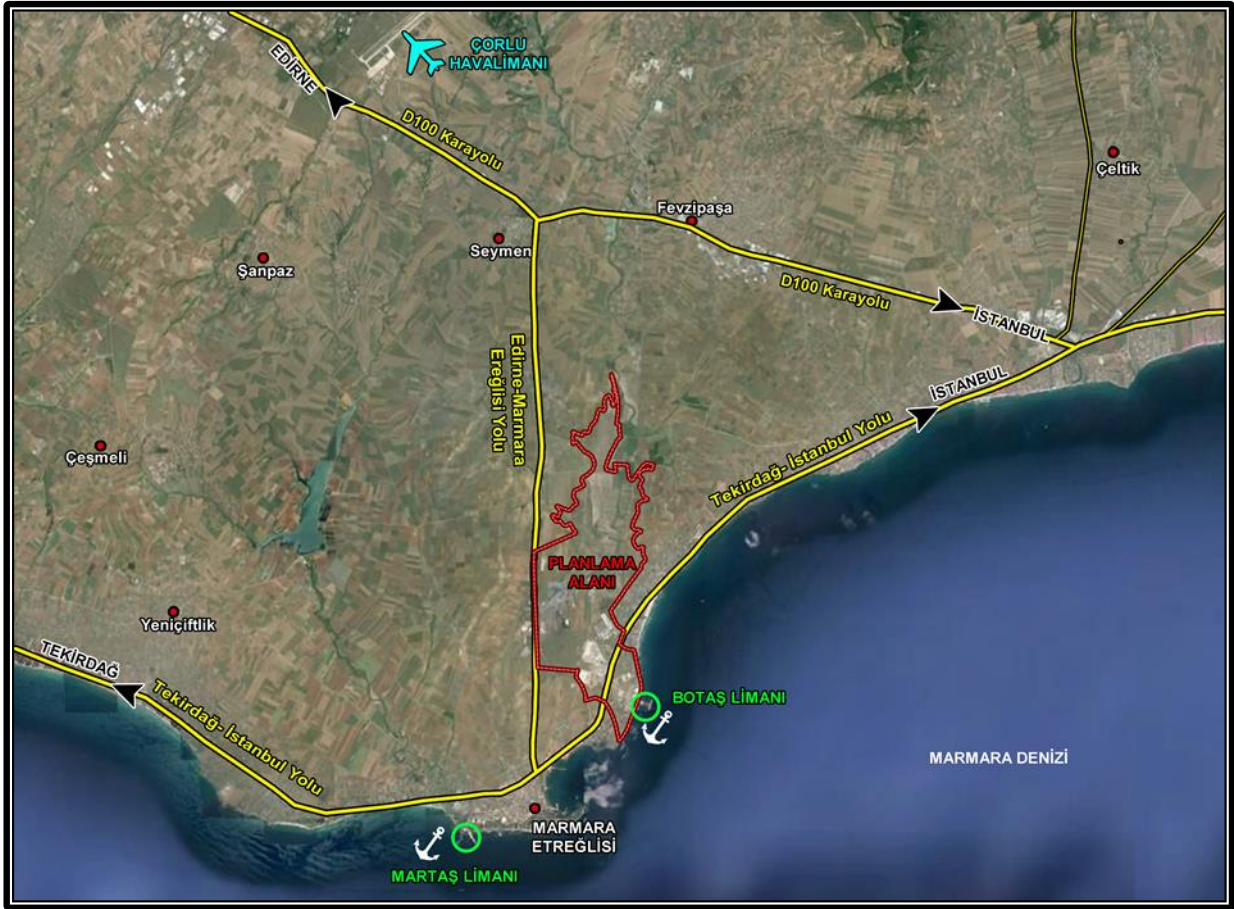 ÇORLU
HAVALİMANI
EDİRNE
D100 Karayolu
Çeltik
Fevzipaşa
Seymen
Şanpaz
D100 Karayolu
İSTANBUL
Edirne-Marmara
Ereğlisi Yolu
İSTANBUL
Tekirdağ- İstanbul Yolu
Çeşmeli
PLANLAMA
ALANI
Yeniçiftlik
TEKİRDAĞ
Tekirdağ- İstanbul Yolu
BOTAŞ LİMANI
MARMARA DENİZİ
MARMARA
ETREĞLİSİ
MARTAŞ LİMANI